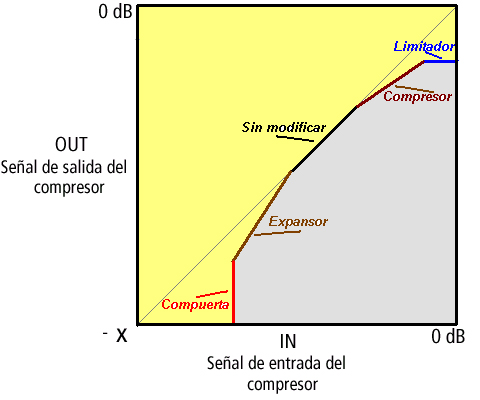 0 dB
Limitador
Compresor
Sin modificar
OUT
Señal de salida del
compresor
Expansor
Compuerta
- X
IN
0 dB
Señal de entrada del
compresor